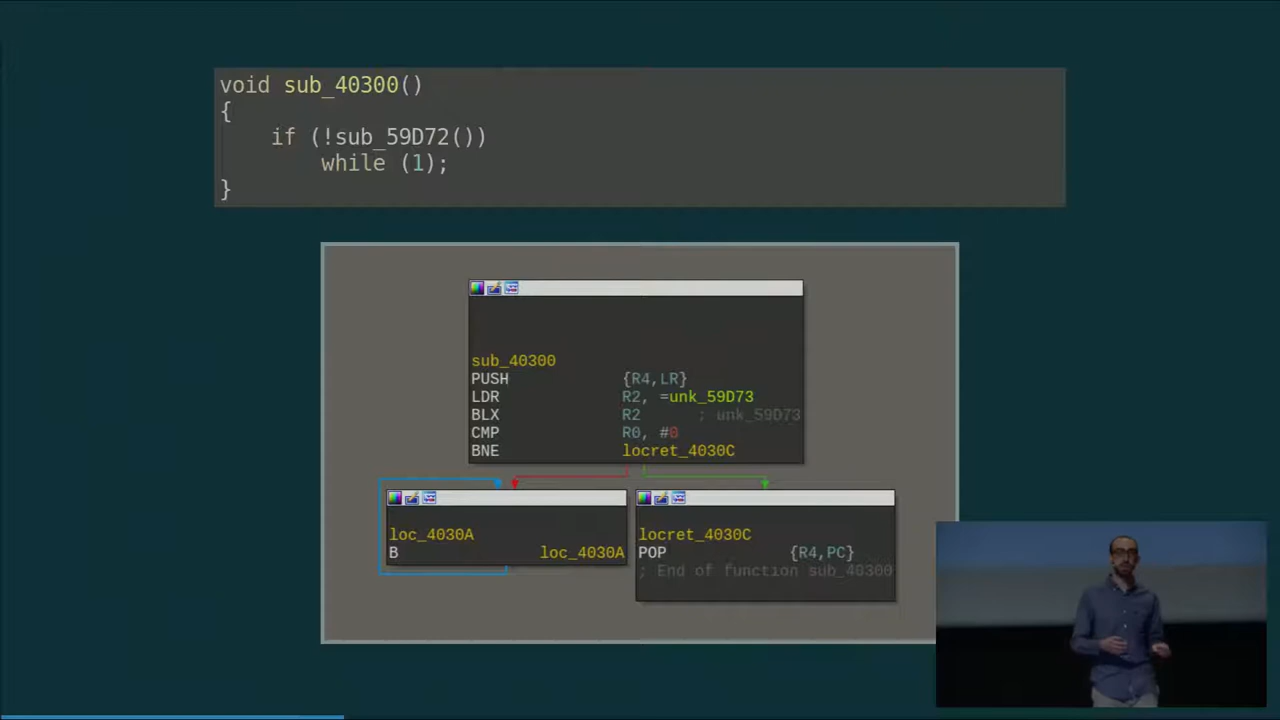 void sub_40300()
{
if (!sub_59D72())
while (1);
}
sub_40300
PUSH {R4,LR}
LDR R2, =unk_59D73
BLX R2 ; unk_59D73
CMP R0, #0
BNE locret_4030C
loc_4030A
B loc_4030A
locret_4030C
POP {R4,PC}
; End of function sub_40300